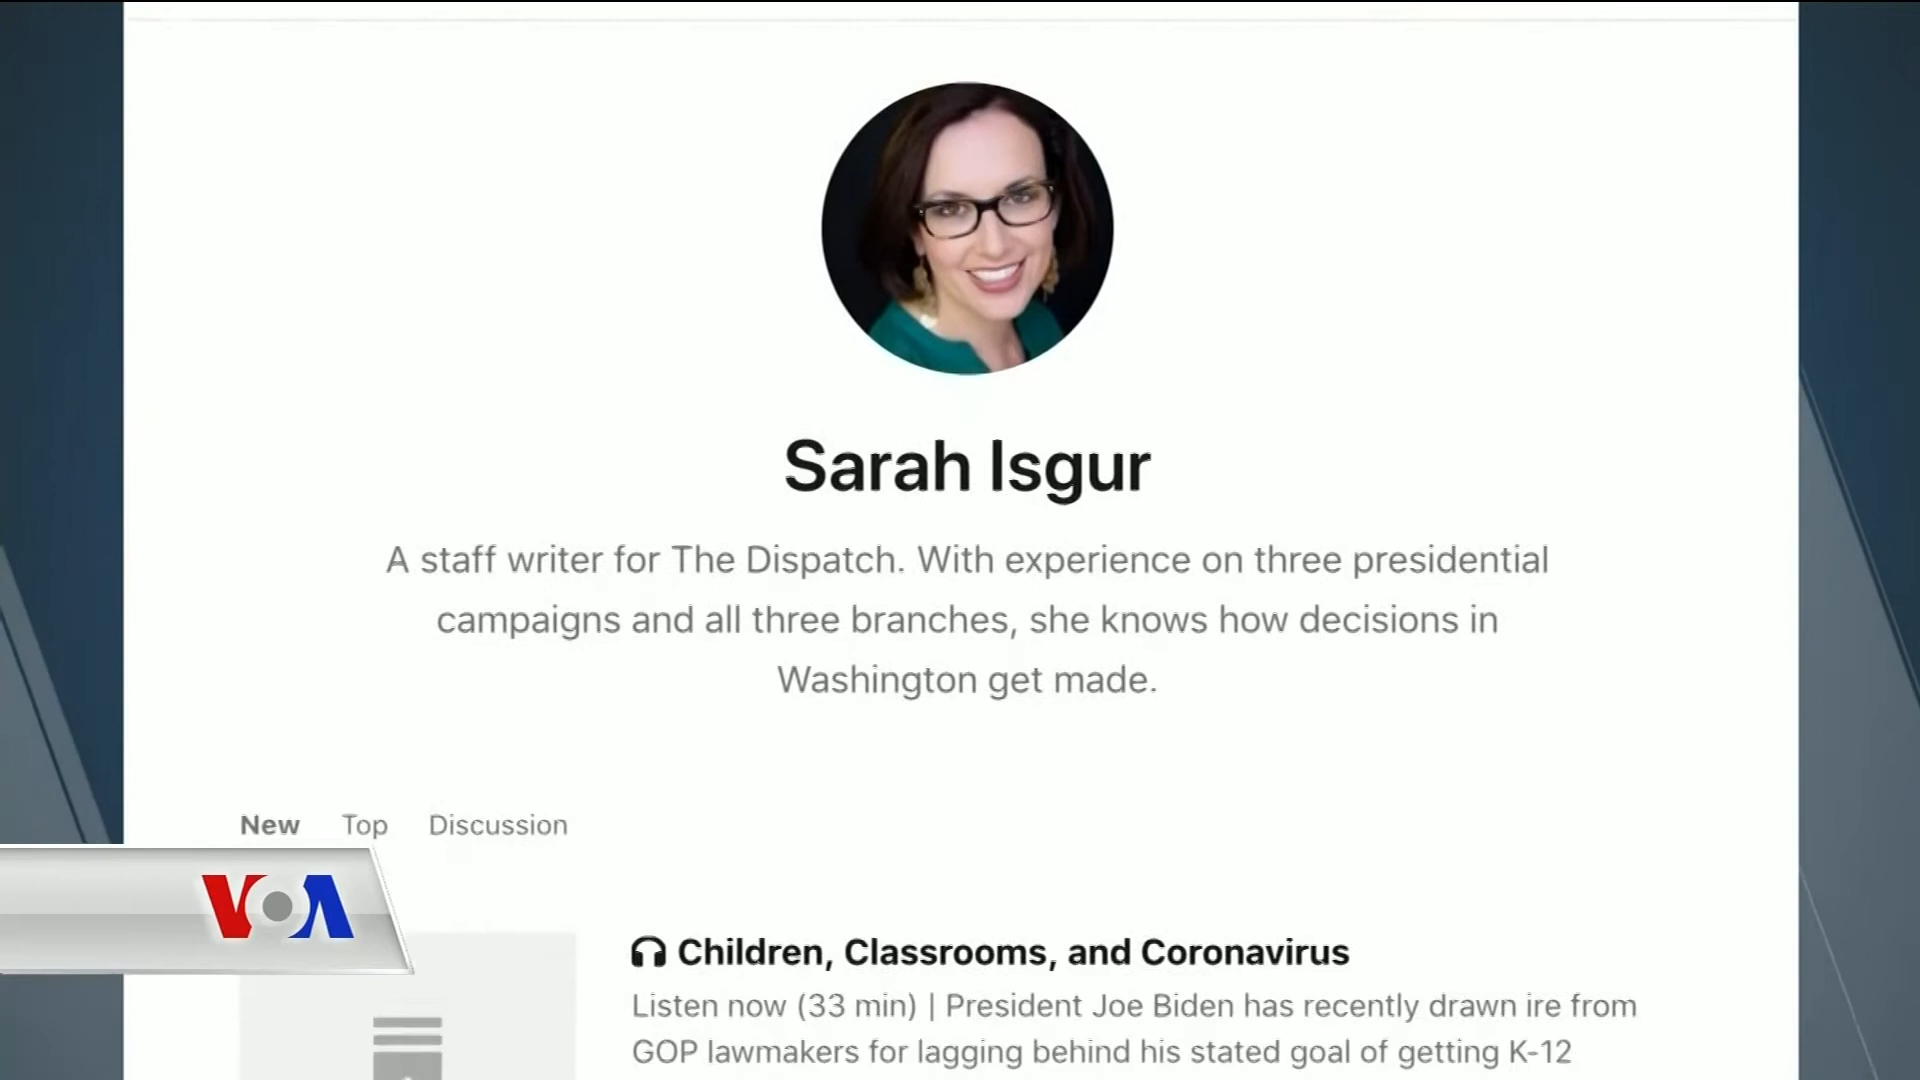 Sarah Isgur
A staff writer for The Dispatch. With experience on three presidential
campaigns and all three branches, she knows how decisions in
Washington get made.
New Top Discussion
VOA
Children, Classrooms, and Coronavirus
Listen now (33 min) | President Joe Biden has recently drawn ire from
GOP lawmakers for lagging behind his stated goal of getting K-12